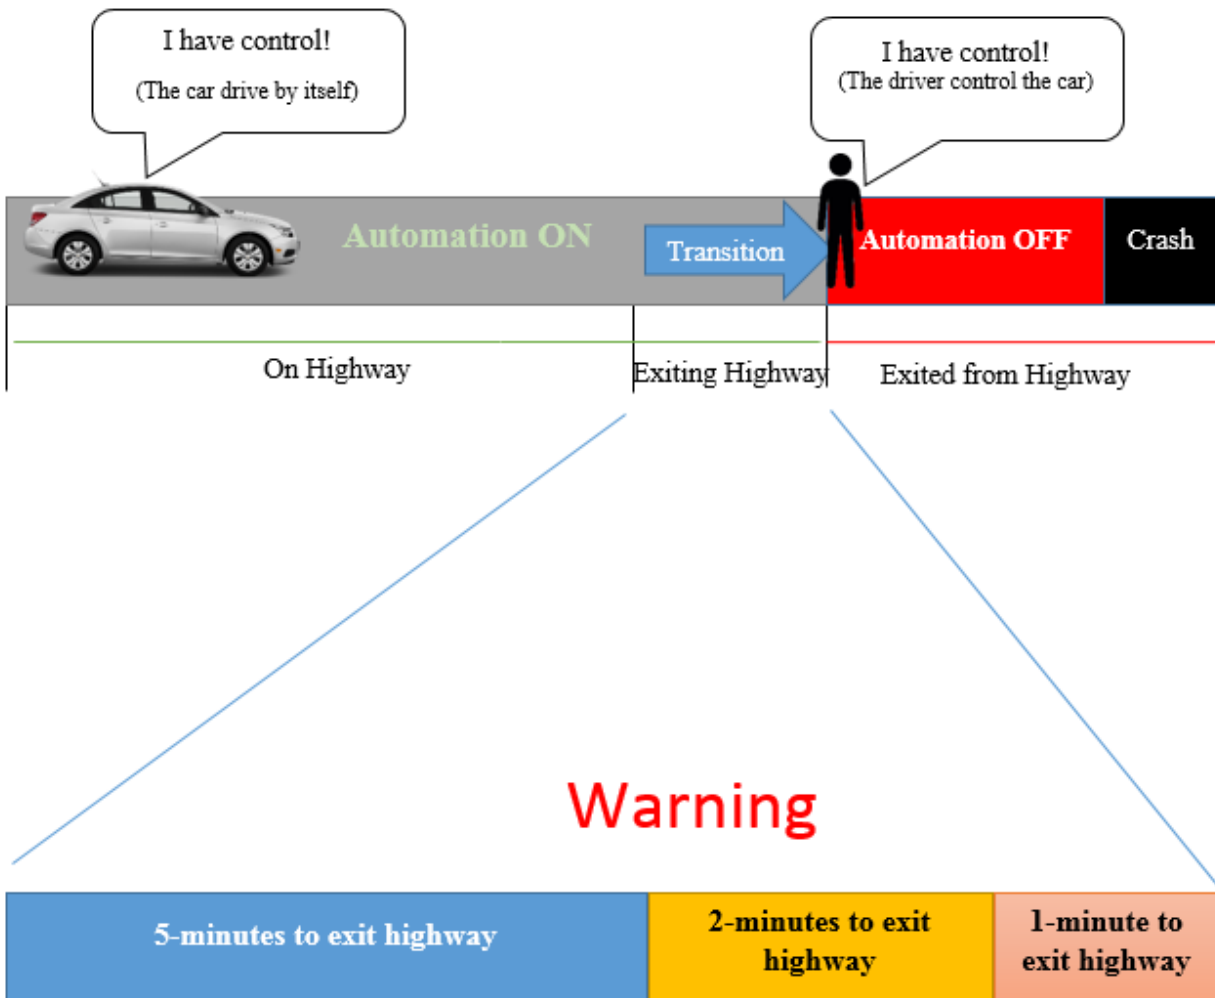 I have control!
(The car drive by itself)
I have control!
(The driver control the car)
Automation ON
Transition
Automation OFF
Crash
On Highway
Exiting Highway
Exited from Highway
Warning
5-minutes to exit highway
2-minutes to exit
highway
1-minute to
exit highway